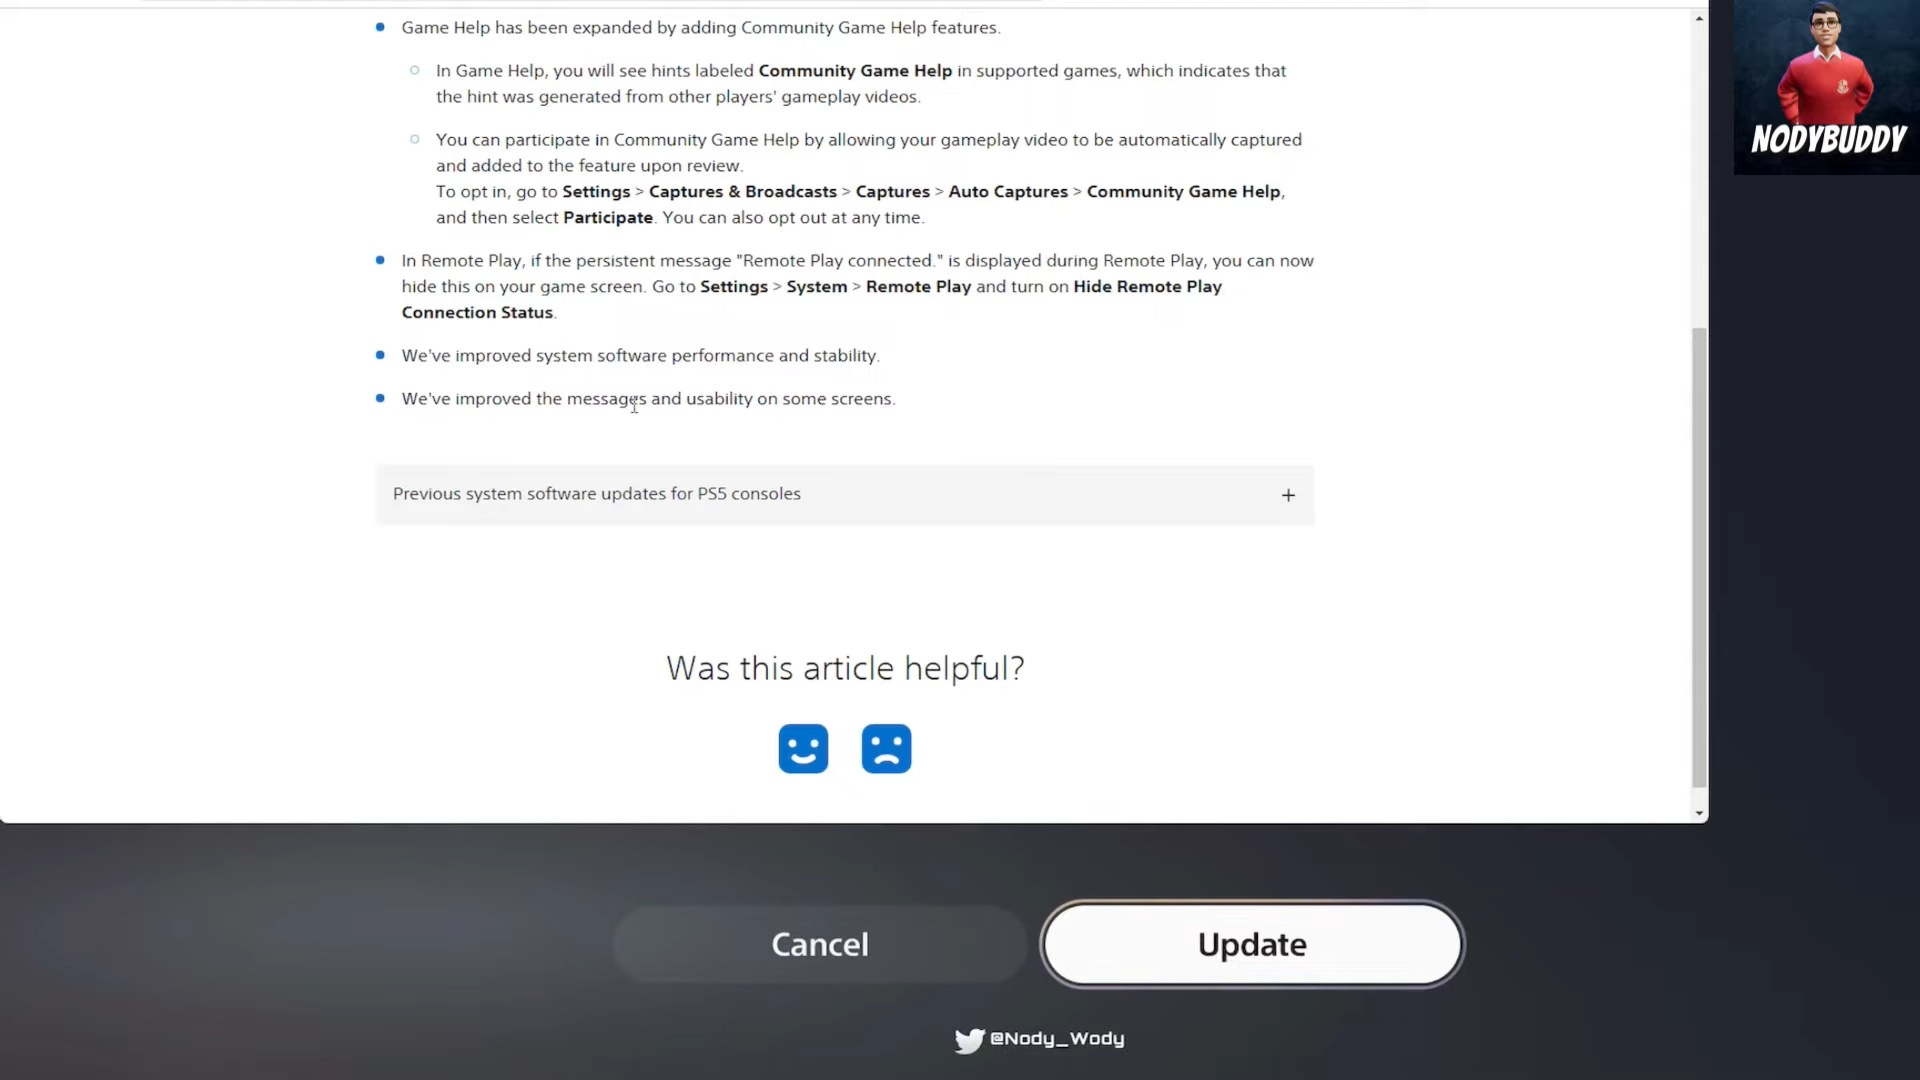 Game Help has been expanded by adding Community Game Help features.
In Game Help, you will see hints labeled Community Game Help in supported games, which indicates that
the hint was generated from other players' gameplay videos.
You can participate in Community Game Help by allowing your gameplay video to be automatically captured
and added to the feature upon review.
To opt in, go to Settings > Captures & Broadcasts > Captures > Auto Captures > Community Game Help,
and then select Participate. You can also opt out at any time.
In Remote Play, if the persistent message "Remote Play connected." is displayed during Remote Play, you can now
hide this on your game screen. Go to Settings > System > Remote Play and turn on Hide Remote Play
Connection Status.
We've improved system software performance and stability.
We've improved the messages and usability on some screens.
Previous system software updates for PS5 consoles
+
Was this article helpful?
Cancel
Update
@Nody_Wody
NODYBUDDY